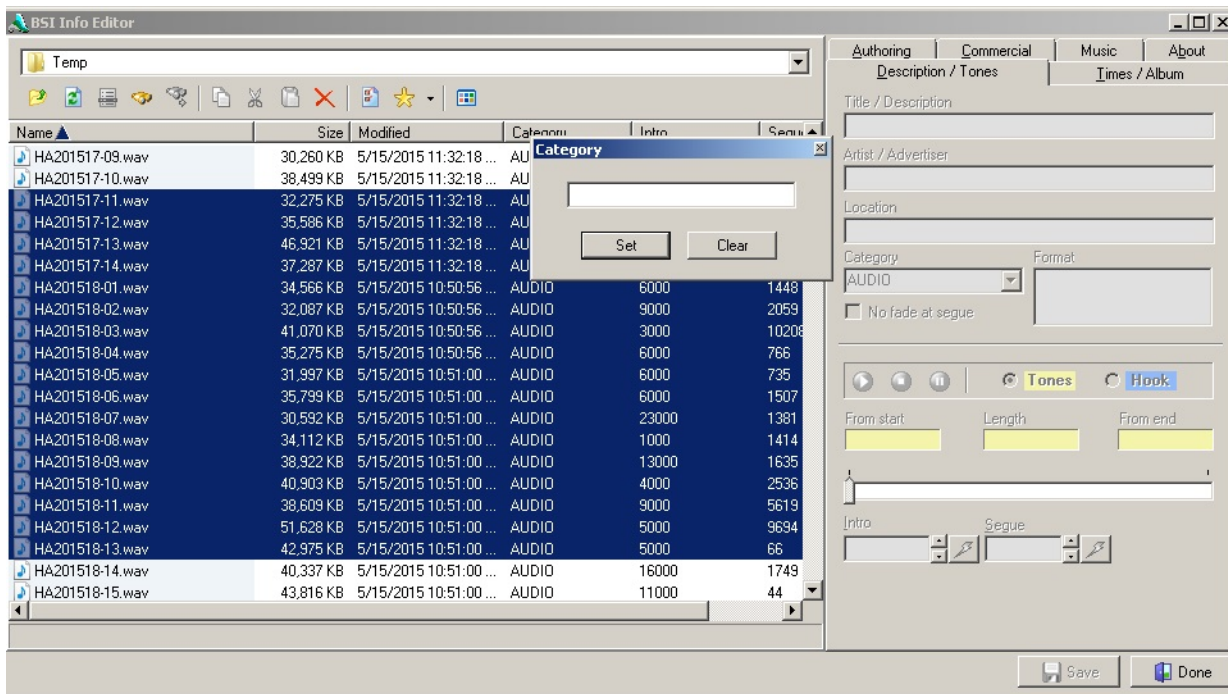 BSI Info Editor
Temp
Name Size Modified Category Intro Segu
HA201517-09.wav 30,260 KB 5/15/2015 11:32:18 ... AU
HA201517-10.wav 38,499 KB 5/15/2015 11:32:18 ... AU
HA201517-11.wav 32,275 KB 5/15/2015 11:32:18 ... AU
HA201517-12.wav 35,586 KB 5/15/2015 11:32:18 ... AU
HA201517-13.wav 46,921 KB 5/15/2015 11:32:18 ... AU
HA201517-14.wav 37,287 KB 5/15/2015 11:32:18 ... AU
HA201518-01.wav 34,566 KB 5/15/2015 10:50:56 ... AUDIO 6000 1448
HA201518-02.wav 32,087 KB 5/15/2015 10:50:56 ... AUDIO 9000 2059
HA201518-03.wav 41,070 KB 5/15/2015 10:50:56 ... AUDIO 3000 10208
HA201518-04.wav 35,275 KB 5/15/2015 10:50:56 ... AUDIO 6000 766
HA201518-05.wav 31,997 KB 5/15/2015 10:51:00 ... AUDIO 6000 735
HA201518-06.wav 35,799 KB 5/15/2015 10:51:00 ... AUDIO 6000 1507
HA201518-07.wav 30,592 KB 5/15/2015 10:51:00 ... AUDIO 23000 1381
HA201518-08.wav 34,112 KB 5/15/2015 10:51:00 ... AUDIO 1000 1414
HA201518-09.wav 38,922 KB 5/15/2015 10:51:00 ... AUDIO 13000 1635
HA201518-10.wav 40,903 KB 5/15/2015 10:51:00 ... AUDIO 4000 2536
HA201518-11.wav 38,609 KB 5/15/2015 10:51:00 ... AUDIO 9000 5619
HA201518-12.wav 51,628 KB 5/15/2015 10:51:00 ... AUDIO 5000 9694
HA201518-13.wav 42,975 KB 5/15/2015 10:51:00 ... AUDIO 5000 66
HA201518-14.wav 40,337 KB 5/15/2015 10:51:00 ... AUDIO 16000 1749
HA201518-15.wav 43,816 KB 5/15/2015 10:51:00 ... AUDIO 11000 44
Category
Set Clear
Authoring Commercial Music About
Description / Tones Times / Album
Title / Description
Artist / Advertiser
Location
Category Format
AUDIO
No fade at segue
Tones Hook
From start Length From end
Intro Segue
Save Done